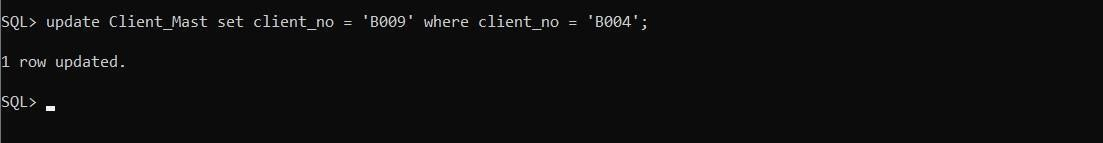 SQL> update Client_Mast set client_no = 'B009' where client_no = 'B004';
1 row updated.
SQL>